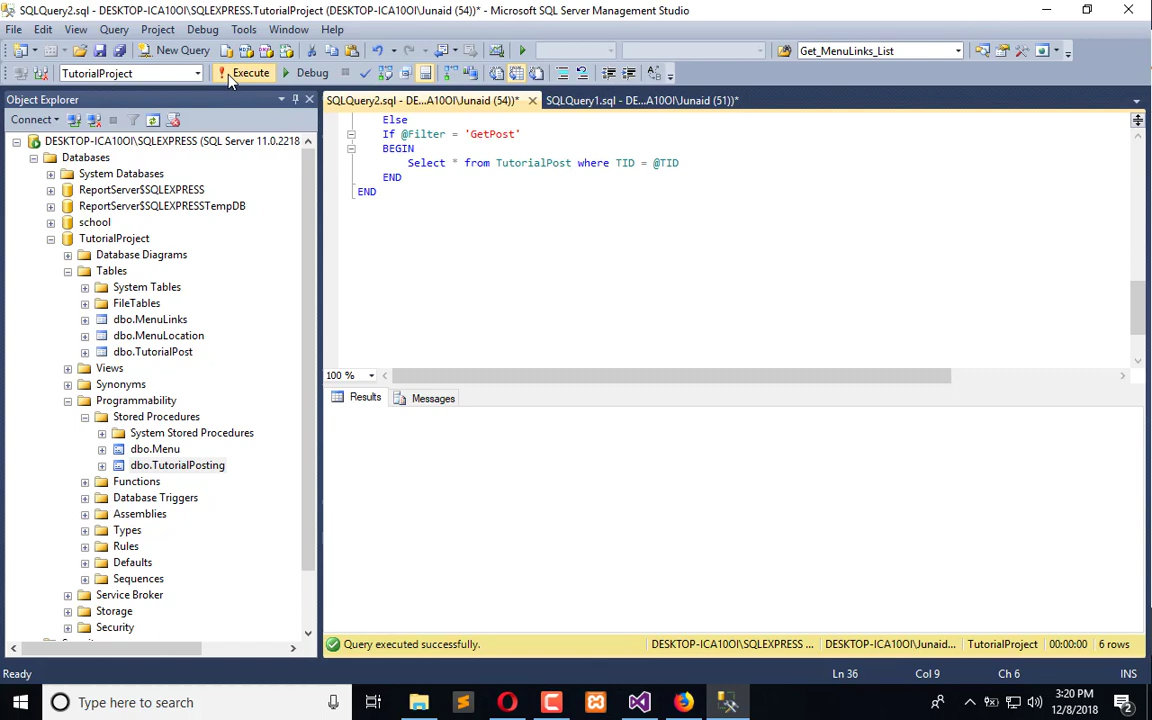 SQLQuery2.sql - DESKTOP-ICA10OI\SQLEXPRESS.TutorialProject (DESKTOP-ICA10OI\Junaid (54))* - Microsoft SQL Server Management Studio
File Edit View Query Project Debug Tools Window Help
New Query
Get_MenuLinks_List
TutorialProject
Execute
Debug
Object Explorer
SQLQuery2.sql - DE...A10OI\Junaid (54))*
SQLQuery1.sql - DE...A10OI\Junaid (51))*
Connect
DESKTOP-ICA10OI\SQLEXPRESS (SQL Server 11.0.2218
Databases
System Databases
ReportServer$SQLEXPRESS
ReportServer$SQLEXPRESSTempDB
school
TutorialProject
Database Diagrams
Tables
System Tables
FileTables
dbo.MenuLinks
dbo.MenuLocation
dbo.TutorialPost
Views
Synonyms
Programmability
Stored Procedures
System Stored Procedures
dbo.Menu
dbo.TutorialPosting
Functions
Database Triggers
Assemblies
Types
Rules
Defaults
Sequences
Service Broker
Storage
Security
Else
If @Filter = 'GetPost'
BEGIN
Select * from TutorialPost where TID = @TID
END
END
100 %
Results
Messages
Query executed successfully.
DESKTOP-ICA10OI\SQLEXPRESS ...
DESKTOP-ICA10OI\Junaid...
TutorialProject
00:00:00
6 rows
Ready
Ln 36
Col 9
Ch 6
INS
Type here to search
3:20 PM
12/8/2018
2